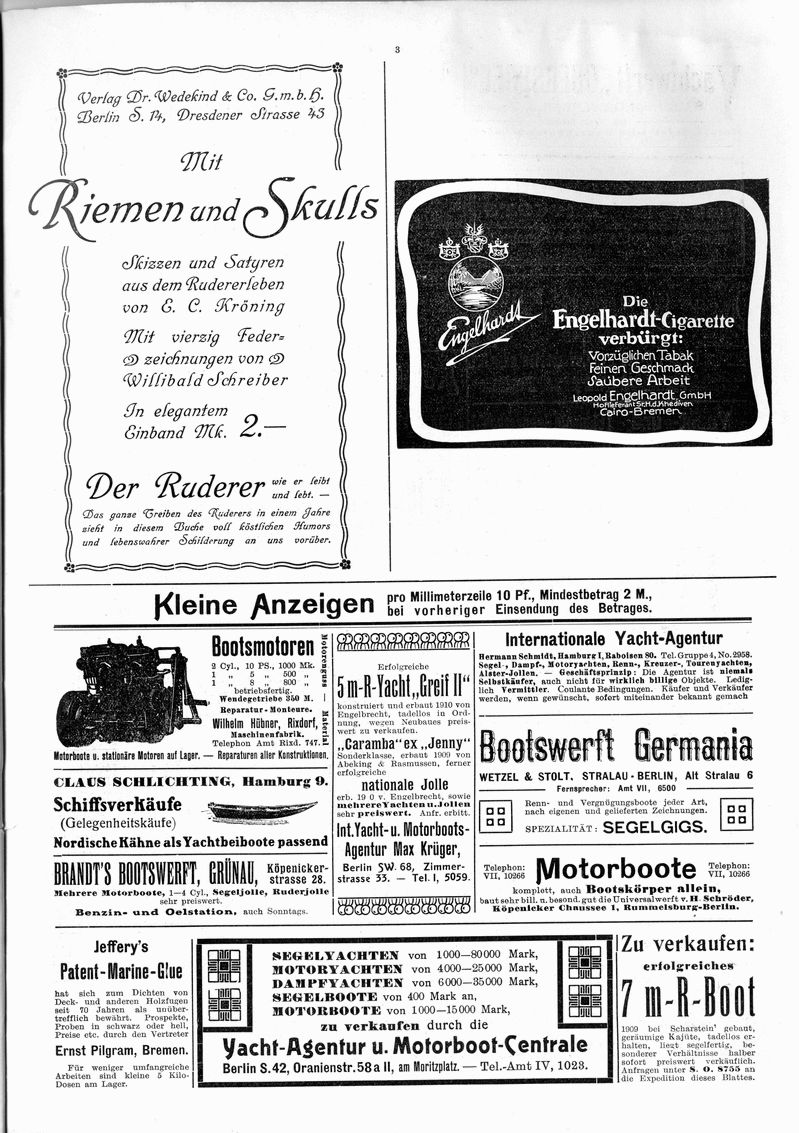 3
Verlag Dr. Wedekind & Co. G.m.b.H.
Berlin S. 14, Dresdener Strasse 43
Mit
Riemen und Skulls
Skizzen und Satyren
aus dem Rudererleben
von E. C. Kröning
Mit vierzig Feder=
zeichnungen von
Willibald Schreiber
In elegantem
Einband Mk. 2.—
Der Ruderer wie er leibt
und lebt. —
Das ganze Treiben des Ruderers in einem Jahre
zieht in diesem Buche voll köstlichen Humors
und lebenswahrer Schilderung an uns vorüber.
Engelhardt
Die
Engelhardt-Cigarette
verbürgt:
Vorzüglichen Tabak
Feinen Geschmack
Saubere Arbeit
Leopold Engelhardt GmbH
Hoflieferant Sr.H.d.Khediven
Cairo-Bremen
Kleine Anzeigen
pro Millimeterzeile 10 Pf., Mindestbetrag 2 M.,
bei vorheriger Einsendung des Betrages.
Bootsmotoren
2 Cyl., 10 PS., 1000 Mk.
1 „ 5 „ 500 „
1 „ 8 „ 800 „
betriebsfertig.
Wendegetriebe 350 M.
Reparatur-Monteure.
Wilhelm Hübner, Rixdorf,
Maschinenfabrik.
Telephon Amt Rixd. 747.
Motorenguss — Material
Motorboote u. stationäre Motoren auf Lager. — Reparaturen aller Konstruktionen.
CLAUS SCHLICHTING, Hamburg 9.
Schiffsverkäufe
(Gelegenheitskäufe)
Nordische Kähne als Yachtbeiboote passend
BRANDT'S BOOTSWERFT, GRÜNAU, Köpenicker-
strasse 28.
Mehrere Motorboote, 1—4 Cyl., Segeljolle, Ruderjolle
sehr preiswert.
Benzin- und Oelstation, auch Sonntags.
Erfolgreiche
5 m-R-Yacht „Greif II"
konstruiert und erbaut 1910 von
Engelbrecht, tadellos in Ord-
nung, wegen Neubaues preis-
wert zu verkaufen.
„Caramba" ex „Jenny"
Sonderklasse, erbaut 1909 von
Abeking & Rasmussen, ferner
erfolgreiche
nationale Jolle
erb. 19 0 v. Engelbrecht, sowie
mehrere Yachten u. Jollen
sehr preiswert. Anfr. erbitt.
Int. Yacht- u. Motorboots-
Agentur Max Krüger,
Berlin SW. 68, Zimmer-
strasse 33. — Tel. I, 5059.
Internationale Yacht-Agentur
Hermann Schmidt, Hamburg I, Raboisen 80. Tel. Gruppe 4, No. 2958.
Segel-, Dampf-, Motoryachten, Renn-, Kreuzer-, Tourenyachten,
Alster-Jollen. — Geschäftsprinzip: Die Agentur ist niemals
Selbstkäufer, auch nicht für wirklich billige Objekte. Ledig-
lich Vermittler. Coulante Bedingungen. Käufer und Verkäufer
werden, wenn gewünscht, sofort miteinander bekannt gemach
Bootswerft Germania
WETZEL & STOLT, STRALAU-BERLIN, Alt Stralau 6
Fernsprecher: Amt VII, 6500
Renn- und Vergnügungsboote jeder Art,
nach eigenen und gelieferten Zeichnungen.
SPEZIALITÄT: SEGELGIGS.
Telephon:
VII, 10266
Motorboote
Telephon:
VII, 10266
komplett, auch Bootskörper allein,
baut sehr bill. u. besond. gut die Universalwerft v. H. Schröder,
Köpenicker Chaussee 1, Rummelsburg-Berlin.
Jeffery's
Patent-Marine-Glue
hat sich zum Dichten von
Deck- und anderen Holzfugen
seit 70 Jahren als unüber-
trefflich bewährt. Prospekte,
Proben in schwarz oder hell,
Preise etc. durch den Vertreter
Ernst Pilgram, Bremen.
Für weniger umfangreiche
Arbeiten sind kleine 5 Kilo-
Dosen am Lager.
SEGELYACHTEN von 1000—80000 Mark,
MOTORYACHTEN von 4000—25000 Mark,
DAMPFYACHTEN von 6000—35000 Mark,
SEGELBOOTE von 400 Mark an,
MOTORBOOTE von 1000—15000 Mark,
zu verkaufen durch die
Yacht-Agentur u. Motorboot-Centrale
Berlin S. 42, Oranienstr. 58 a II, am Moritzplatz. — Tel.-Amt IV, 1023.
Zu verkaufen:
erfolgreiches
7 m-R-Boot
1909 bei Scharstein' gebaut,
geräumige Kajüte, tadellos er-
halten, liegt segelfertig, be-
sonderer Verhältnisse halber
sofort preiswert verkäuflich.
Anfragen unter S. O. 8755 an
die Expedition dieses Blattes.